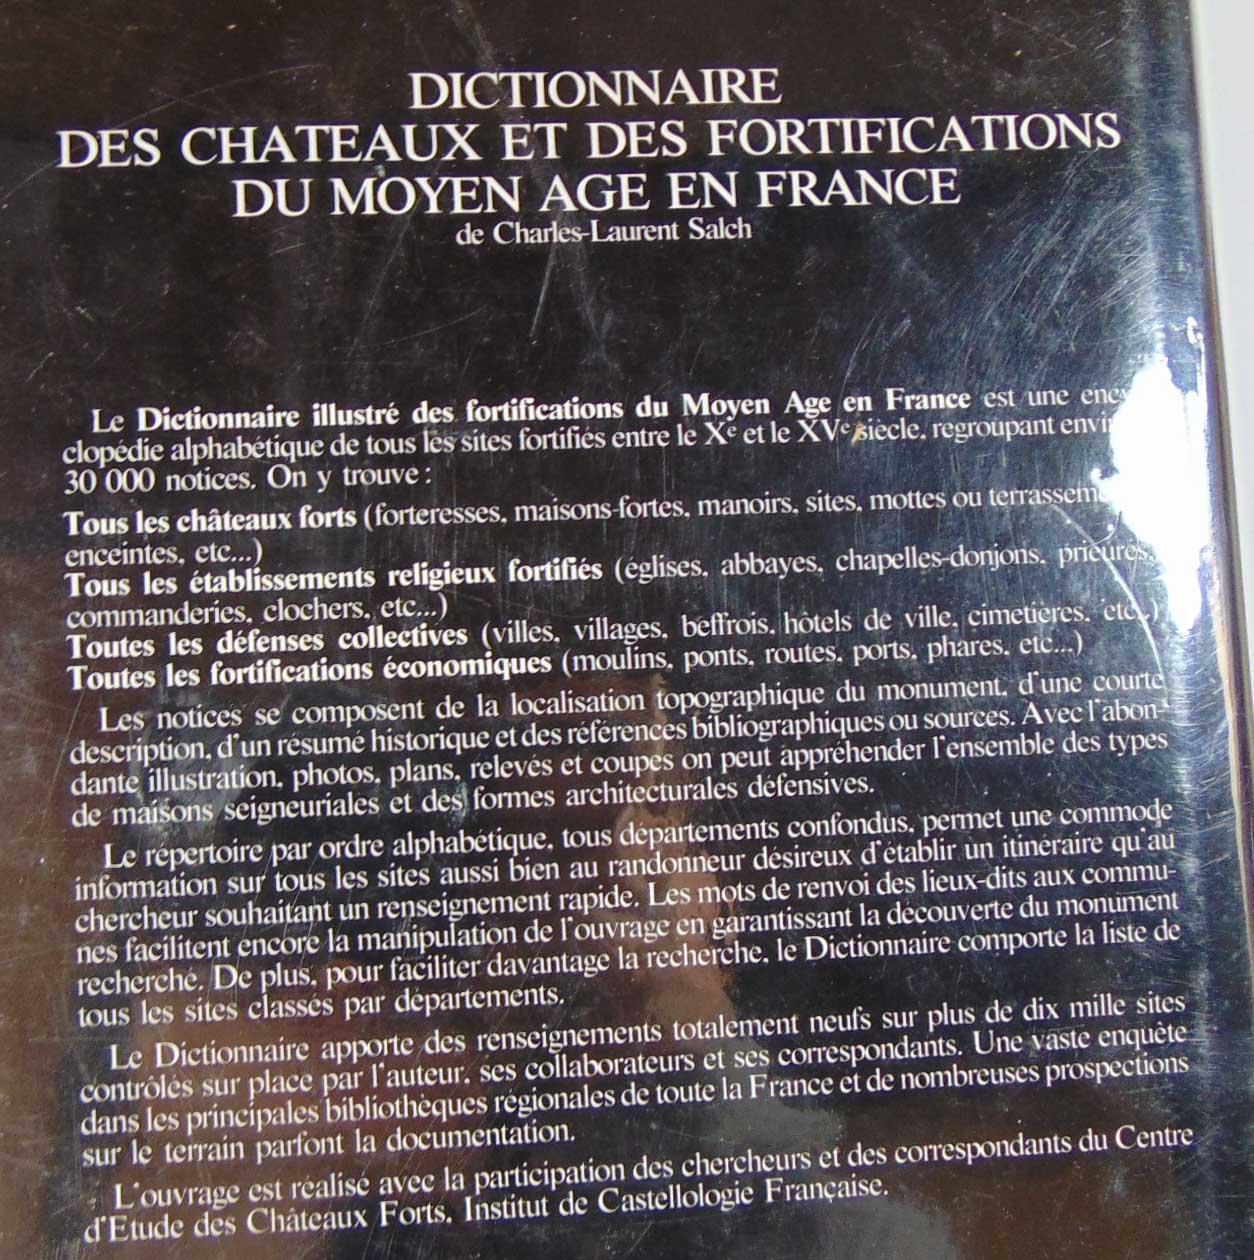 DICTIONNAIRE
DES CHATEAUX ET DES FORTIFICATIONS
DU MOYEN AGE EN FRANCE
de Charles-Laurent Salch
Le Dictionnaire illustré des fortifications du Moyen Age en France est une ency
clopédie alphabétique de tous les sites fortifiés entre le Xe et le XVe siècle, regroupant
30 000 notices. On y trouve :
Tous les châteaux forts (forteresses, maisons-fortes, manoirs, sites, mottes ou
enceintes, etc...)
Tous les établissements religieux fortifiés (églises, abbayes, chapelles-donjons, prieurés,
commanderies, clochers, etc...)
Toutes les défenses collectives (villes, villages, beffrois, hôtels de ville, cimetières, etc...)
Toutes les fortifications économiques (moulins, ponts, routes, ports, phares, etc...)
Les notices se composent de la localisation topographique du monument, d'une courte
description, d'un résumé historique et des références bibliographiques ou sources. Avec l'abon-
dante illustration, photos, plans, relevés et coupes on peut appréhender l'ensemble des types
de maisons seigneuriales et des formes architecturales défensives.
Le répertoire par ordre alphabétique, tous départements confondus, permet une commode
information sur tous les sites aussi bien au randonneur désireux d'établir un itinéraire qu'au
chercheur souhaitant un renseignement rapide. Les mots de renvoi des lieux-dits aux commu-
nes facilitent encore la manipulation de l'ouvrage en garantissant la découverte du monument
recherché. De plus, pour faciliter davantage la recherche, le Dictionnaire comporte la liste de
tous les sites classés par départements.
Le Dictionnaire apporte des renseignements totalement neufs sur plus de dix mille sites
contrôlés sur place par l'auteur, ses collaborateurs et ses correspondants. Une vaste enquête
dans les principales bibliothèques régionales de toute la France et de nombreuses prospections
sur le terrain parfont la documentation.
L'ouvrage est réalisé avec la participation des chercheurs et des correspondants du Centre
d'Etude des Châteaux Forts, Institut de Castellologie Française.